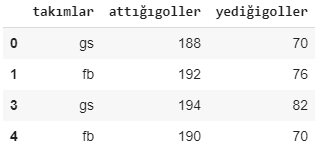 takımlar attığıgoller yediğigoller
0 gs 188 70
1 fb 192 76
3 gs 194 82
4 fb 190 70